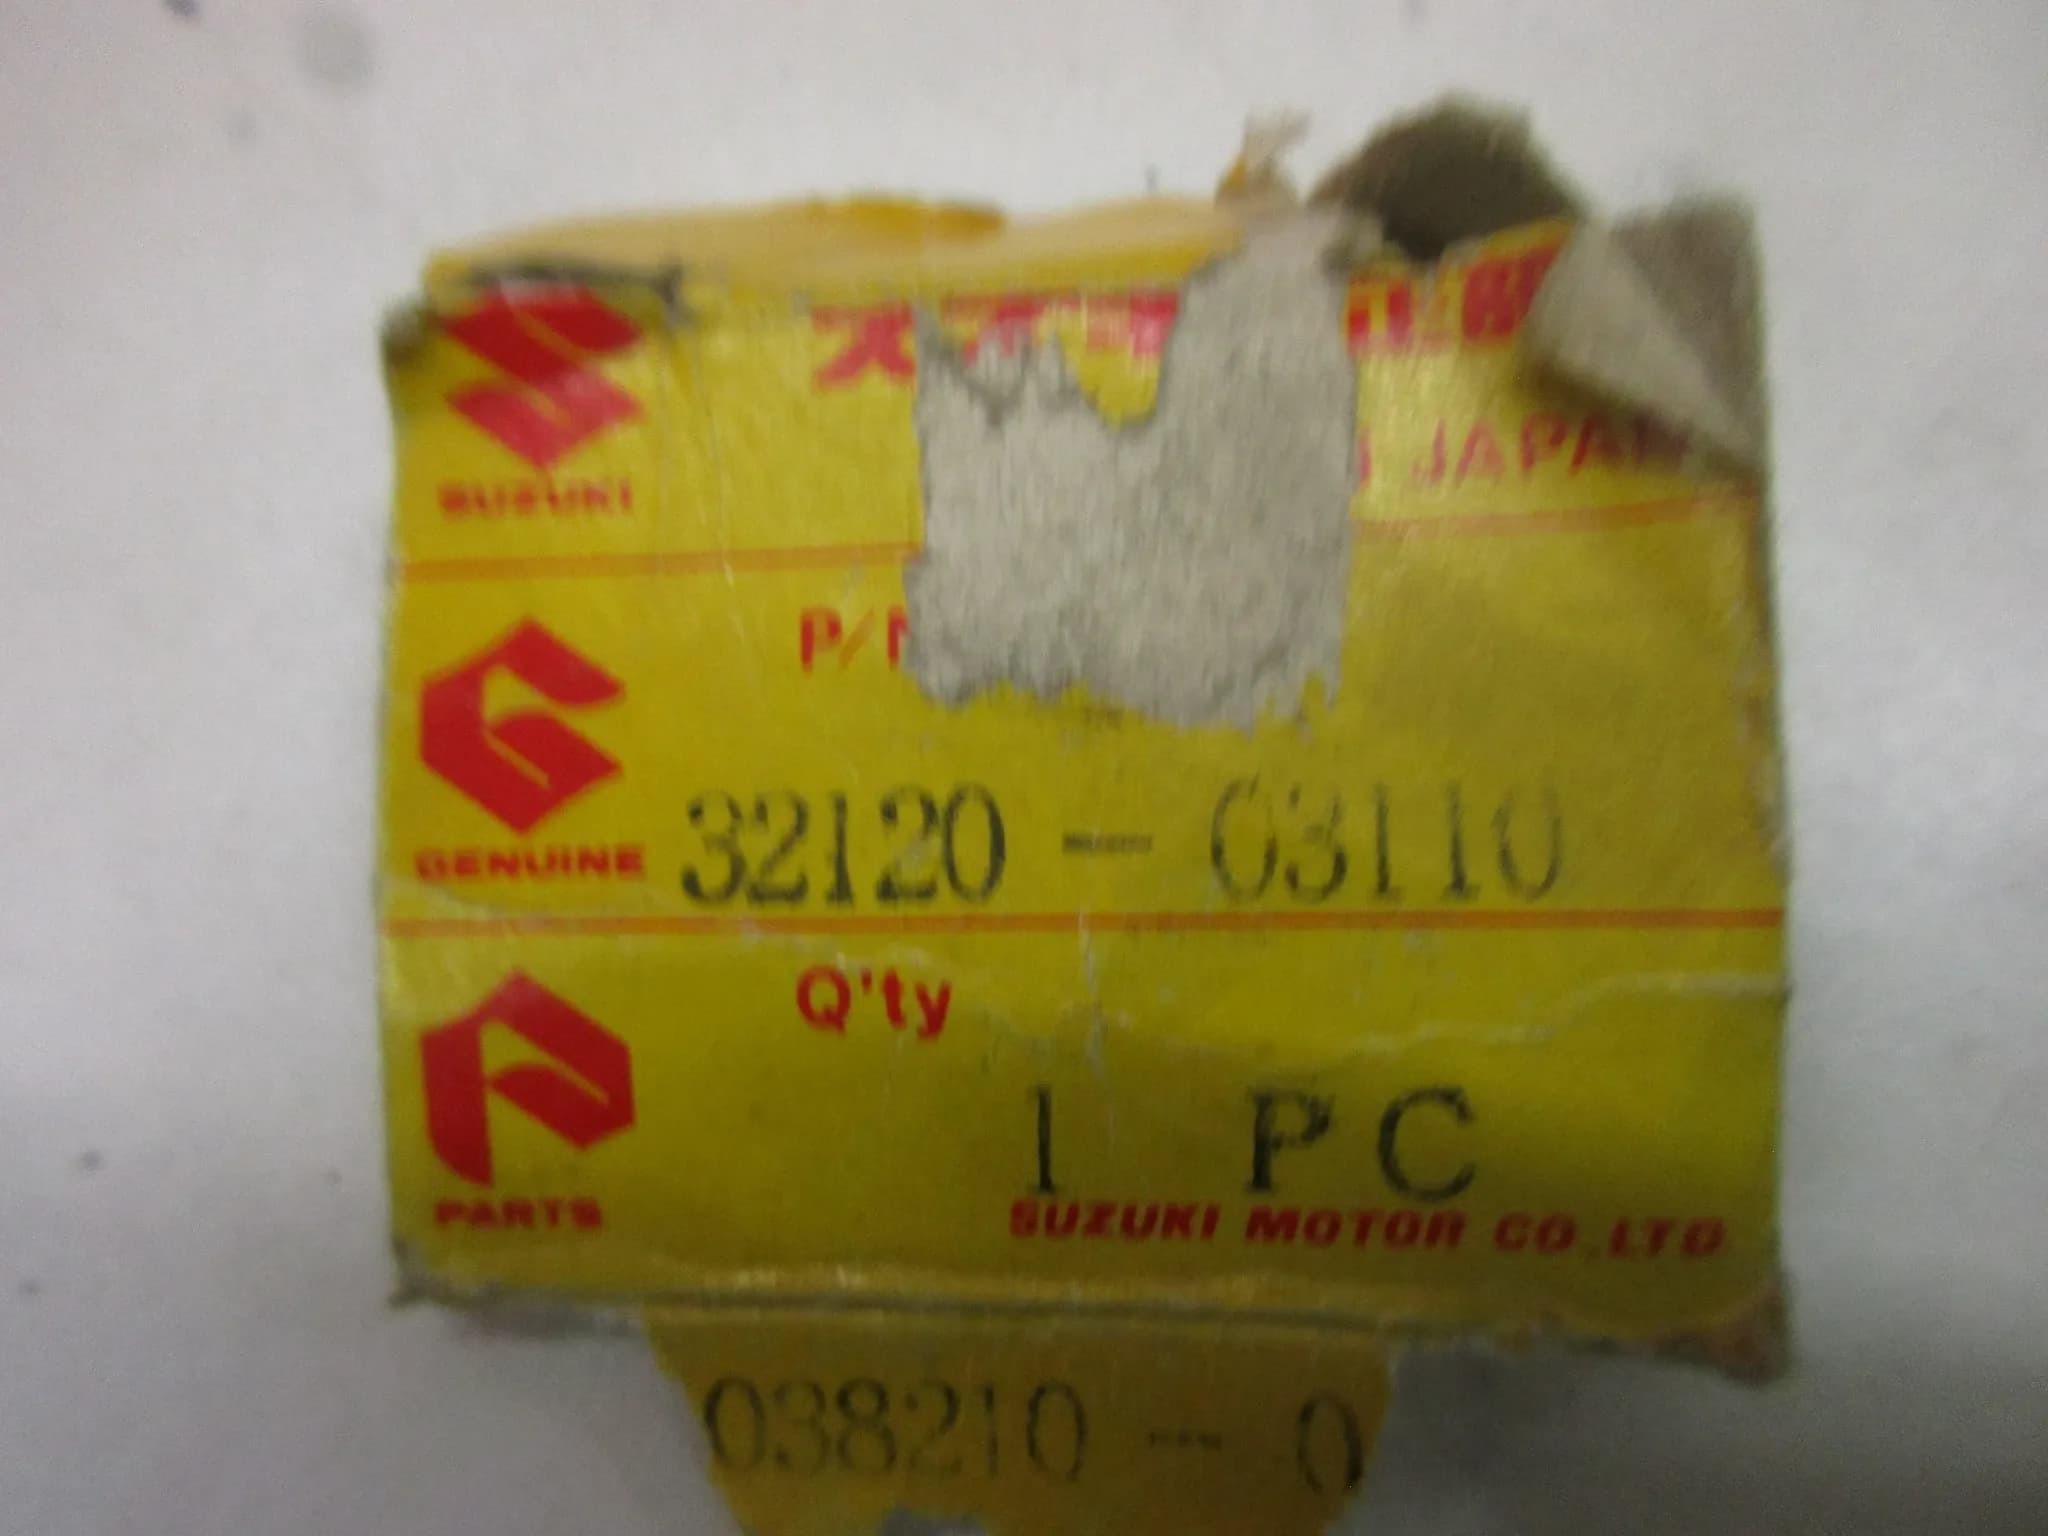 SUZUKI
JAPAN
P/N
GENUINE
32120-03110
Q'ty
1 PC
PARTS
SUZUKI MOTOR CO.,LTD
038210-0